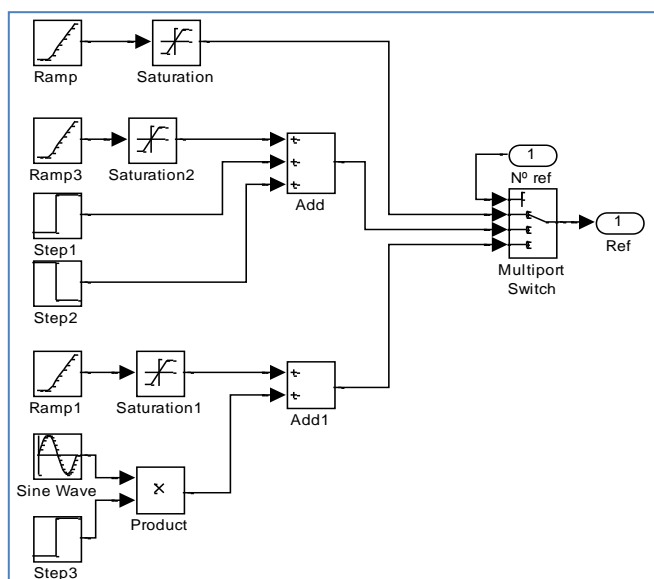 Ramp
Saturation
Ramp3
Saturation2
Add
1
Nº ref
Step1
1
Ref
Multiport
Switch
Step2
Ramp1
Saturation1
Add1
Sine Wave
×
Product
Step3